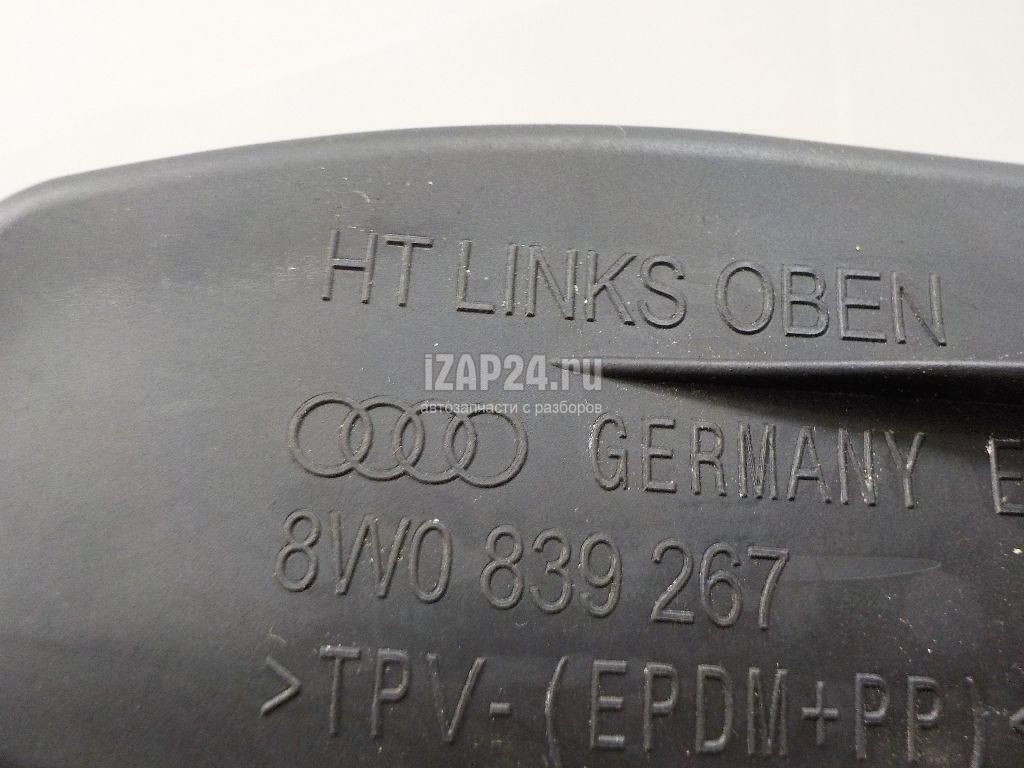 HT LINKS OBEN
iZAP24.ru
автозапчасти с разборов
GERMANY
8W0 839 267
>TPV-(EPDM+PP)<